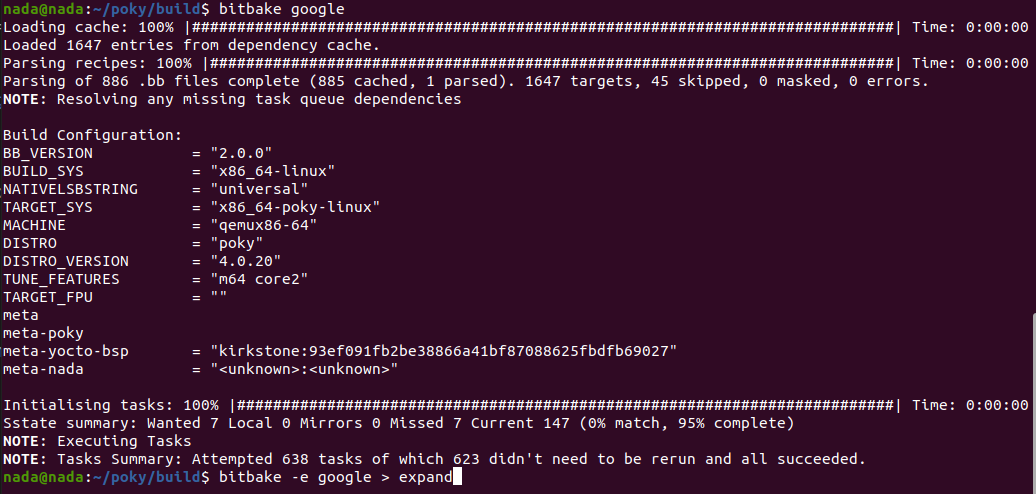 nada@nada:~/poky/build$ bitbake google
Loading cache: 100% |##############################################################################| Time: 0:00:00
Loaded 1647 entries from dependency cache.
Parsing recipes: 100% |############################################################################| Time: 0:00:00
Parsing of 886 .bb files complete (885 cached, 1 parsed). 1647 targets, 45 skipped, 0 masked, 0 errors.
NOTE: Resolving any missing task queue dependencies

Build Configuration:
BB_VERSION           = "2.0.0"
BUILD_SYS            = "x86_64-linux"
NATIVELSBSTRING      = "universal"
TARGET_SYS           = "x86_64-poky-linux"
MACHINE              = "qemux86-64"
DISTRO               = "poky"
DISTRO_VERSION       = "4.0.20"
TUNE_FEATURES        = "m64 core2"
TARGET_FPU           = ""
meta
meta-poky
meta-yocto-bsp       = "kirkstone:93ef091fb2be38866a41bf87088625fbdfb69027"
meta-nada            = "<unknown>:<unknown>"

Initialising tasks: 100% |#########################################################################| Time: 0:00:00
Sstate summary: Wanted 7 Local 0 Mirrors 0 Missed 7 Current 147 (0% match, 95% complete)
NOTE: Executing Tasks
NOTE: Tasks Summary: Attempted 638 tasks of which 623 didn't need to be rerun and all succeeded.
nada@nada:~/poky/build$ bitbake -e google > expand